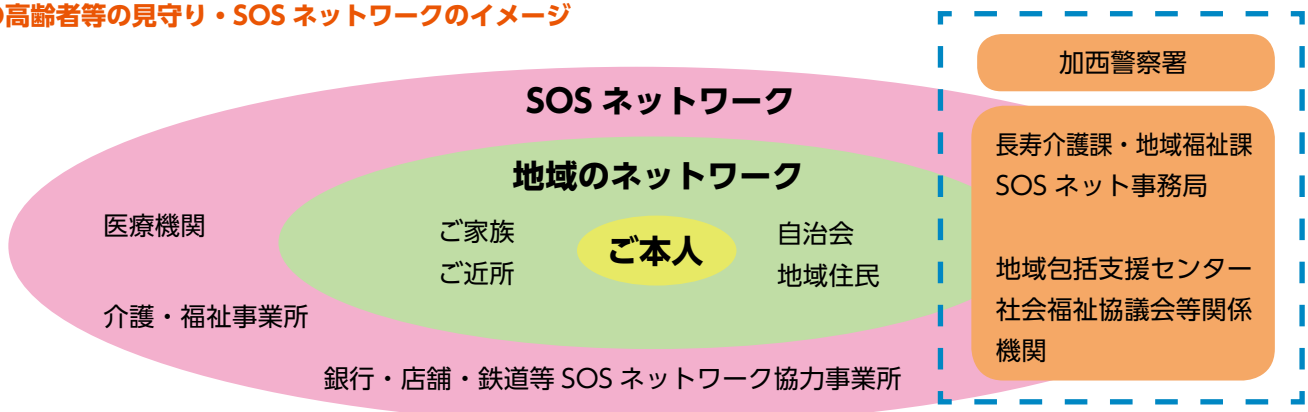 の高齢者等の見守り・SOS ネットワークのイメージ
SOS ネットワーク
地域のネットワーク
ご本人
ご家族
ご近所
自治会
地域住民
医療機関
介護・福祉事業所
銀行・店舗・鉄道等 SOS ネットワーク協力事業所
加西警察署
長寿介護課・地域福祉課
SOS ネット事務局
地域包括支援センター
社会福祉協議会等関係
機関